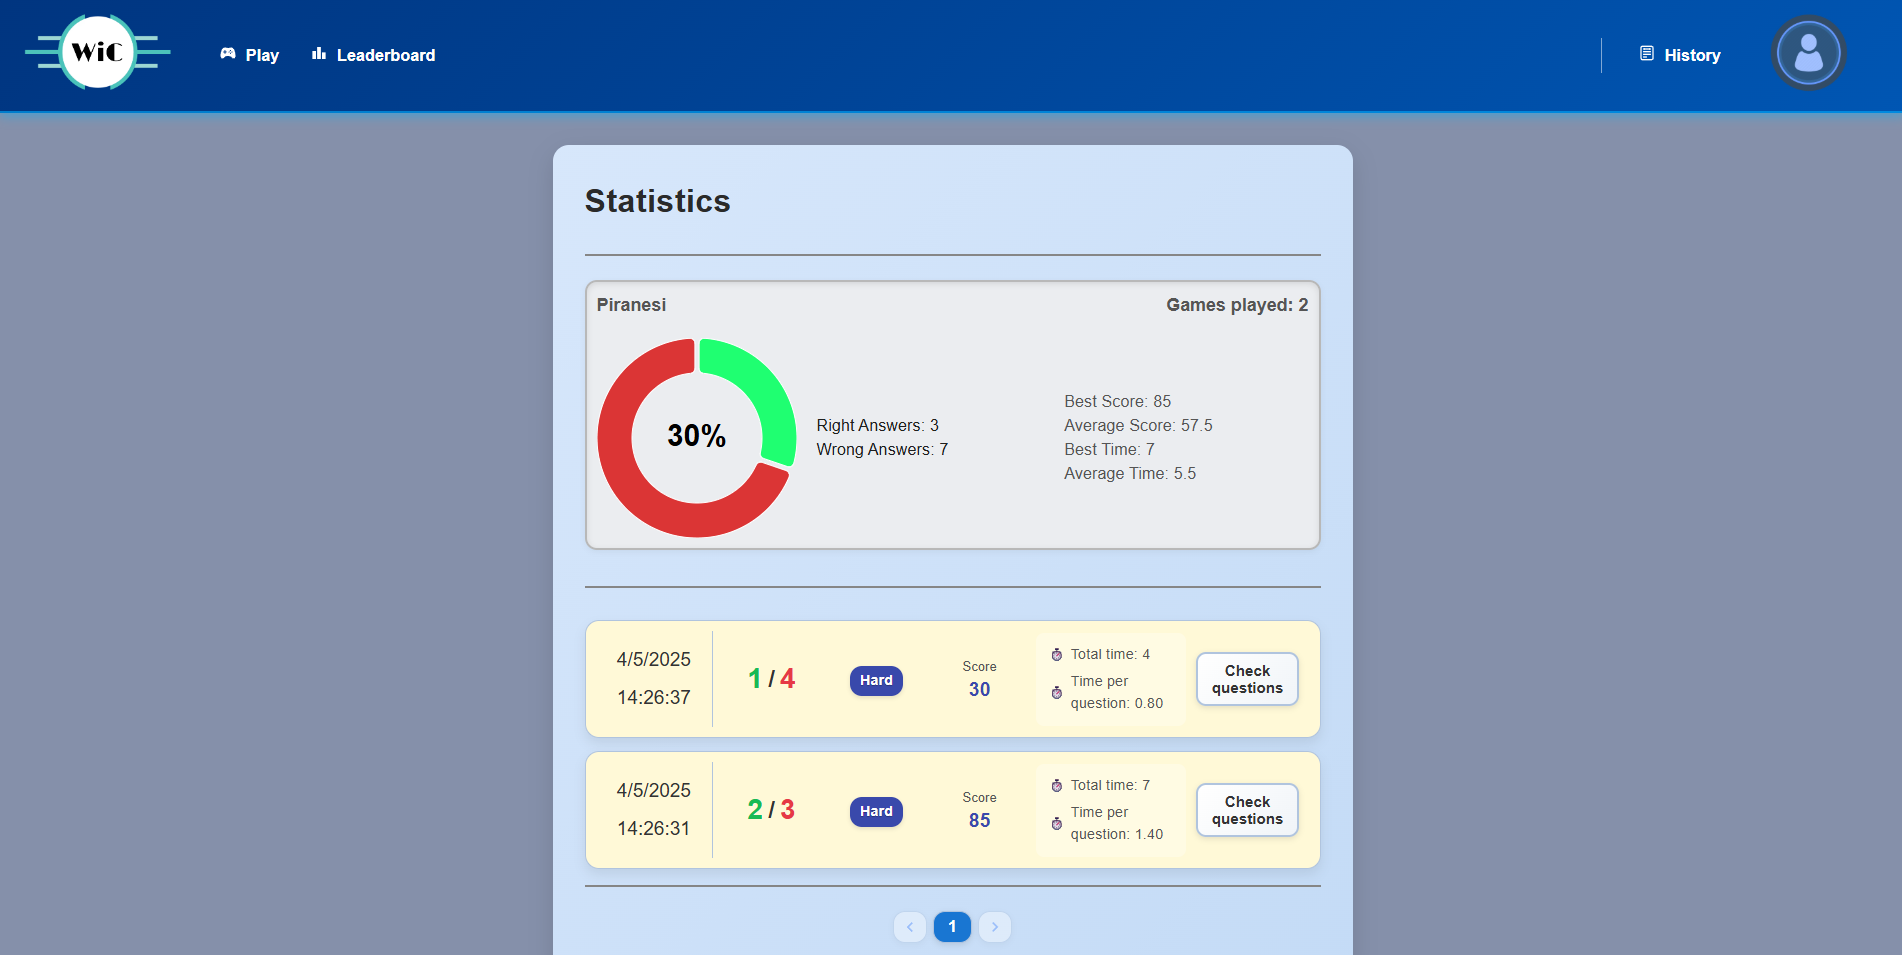 WiC
Play
Leaderboard
History
Statistics
Piranesi
Games played: 2
30%
Right Answers: 3
Wrong Answers: 7
Best Score: 85
Average Score: 57.5
Best Time: 7
Average Time: 5.5
4/5/2025
14:26:37
1 / 4
Hard
Score
30
Total time: 4
Time per
question: 0.80
Check
questions
4/5/2025
14:26:31
2 / 3
Hard
Score
85
Total time: 7
Time per
question: 1.40
Check
questions
1